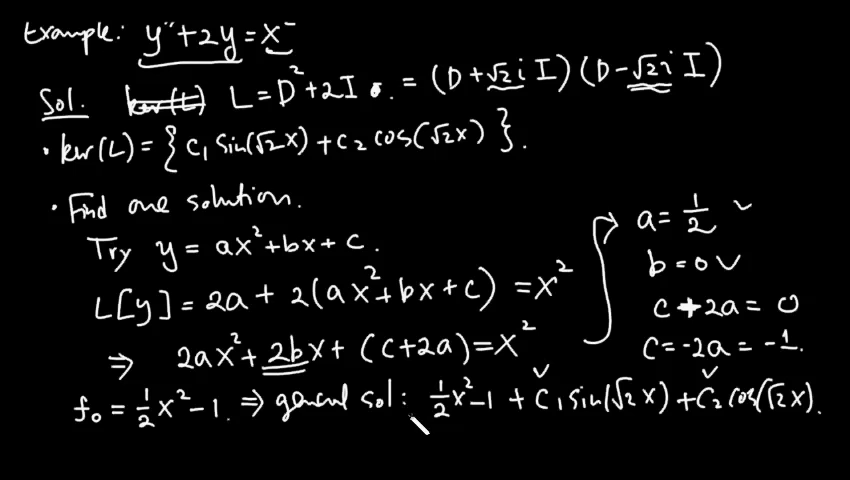 Example: y'' + 2y = x⁻
Sol. ker(L) L = D² + 2I . = (D + √2 i I)(D − √2 i I)
· ker(L) = { c₁ sin(√2x) + c₂ cos(√2x) }.
· Find one solution.
Try y = ax² + bx + c.
L[y] = 2a + 2(ax² + bx + c) = x²
⇒ 2ax² + 2bx + (c + 2a) = x²
a = 1/2 ✓
b = 0 ✓
c + 2a = 0
c = −2a = −1.
f₀ = 1/2 x² − 1. ⇒ general sol: 1/2 x² − 1 + c₁ sin(√2x) + c₂ cos(√2x).